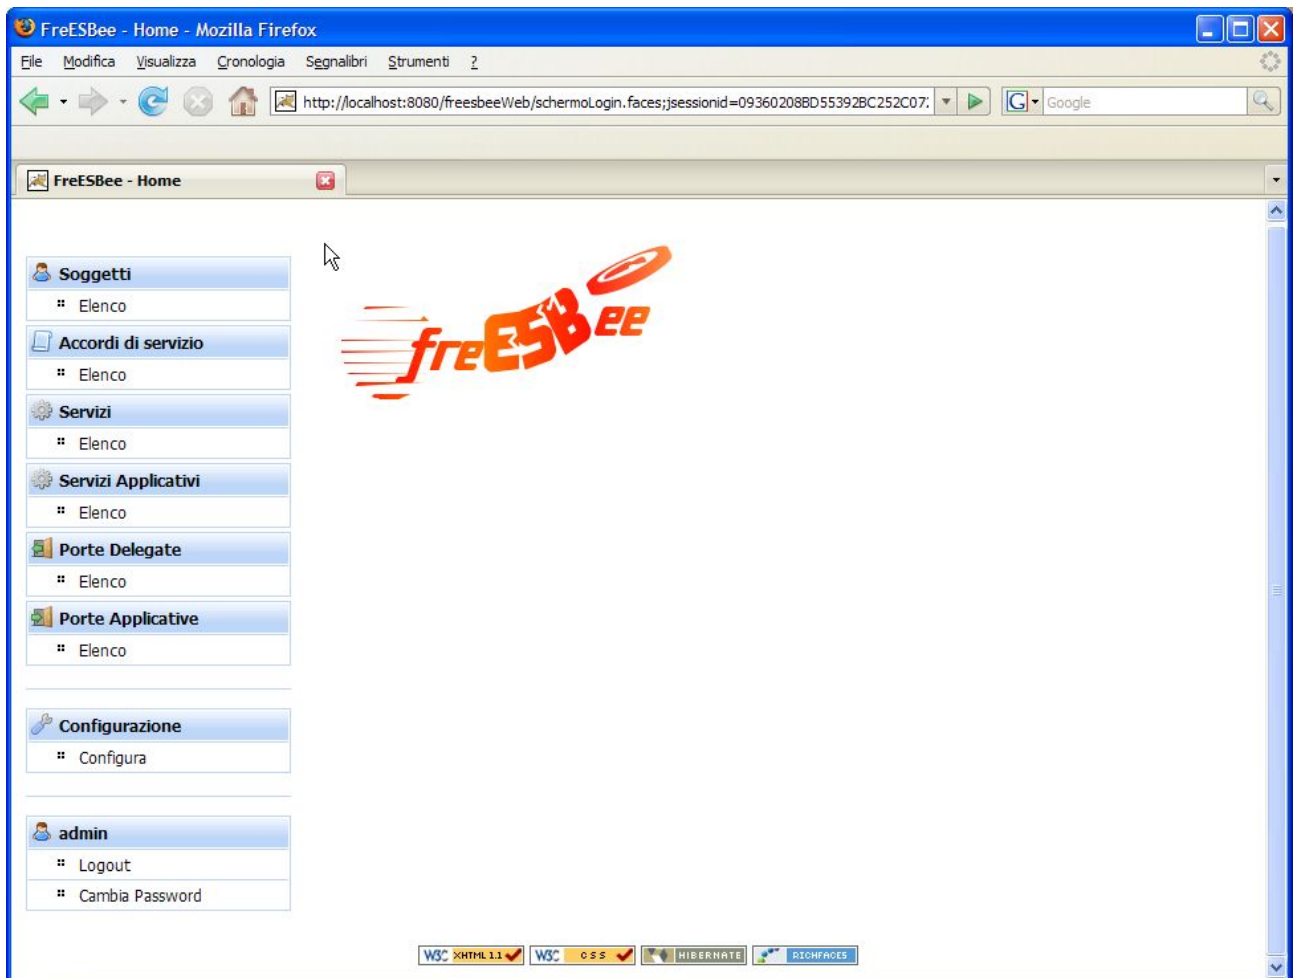 FreESBee - Home - Mozilla Firefox
File Modifica Visualizza Cronologia Segnalibri Strumenti ?
http://localhost:8080/freesbeeWeb/schermoLogin.faces;jsessionid=09360208BD55392BC252C07 Google
FreESBee - Home
Soggetti
Elenco
Accordi di servizio
Elenco
Servizi
Elenco
Servizi Applicativi
Elenco
Porte Delegate
Elenco
Porte Applicative
Elenco
Configurazione
Configura
admin
Logout
Cambia Password
freESBee
W3C XHTML 1.1 W3C CSS HIBERNATE RICHFACES